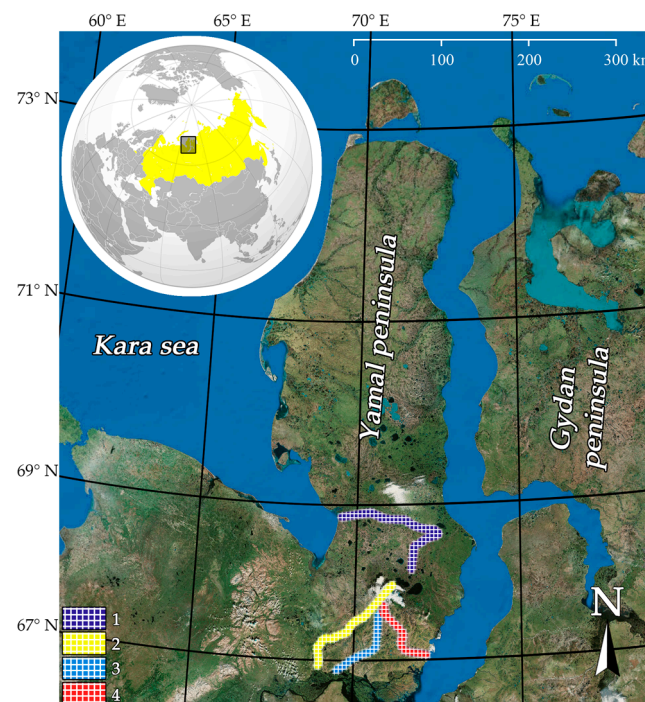 60° E
65° E
70° E
75° E
0
100
200
300 km
73° N
71° N
69° N
67° N
Kara sea
Yamal peninsula
Gydan
peninsula
N
1
2
3
4